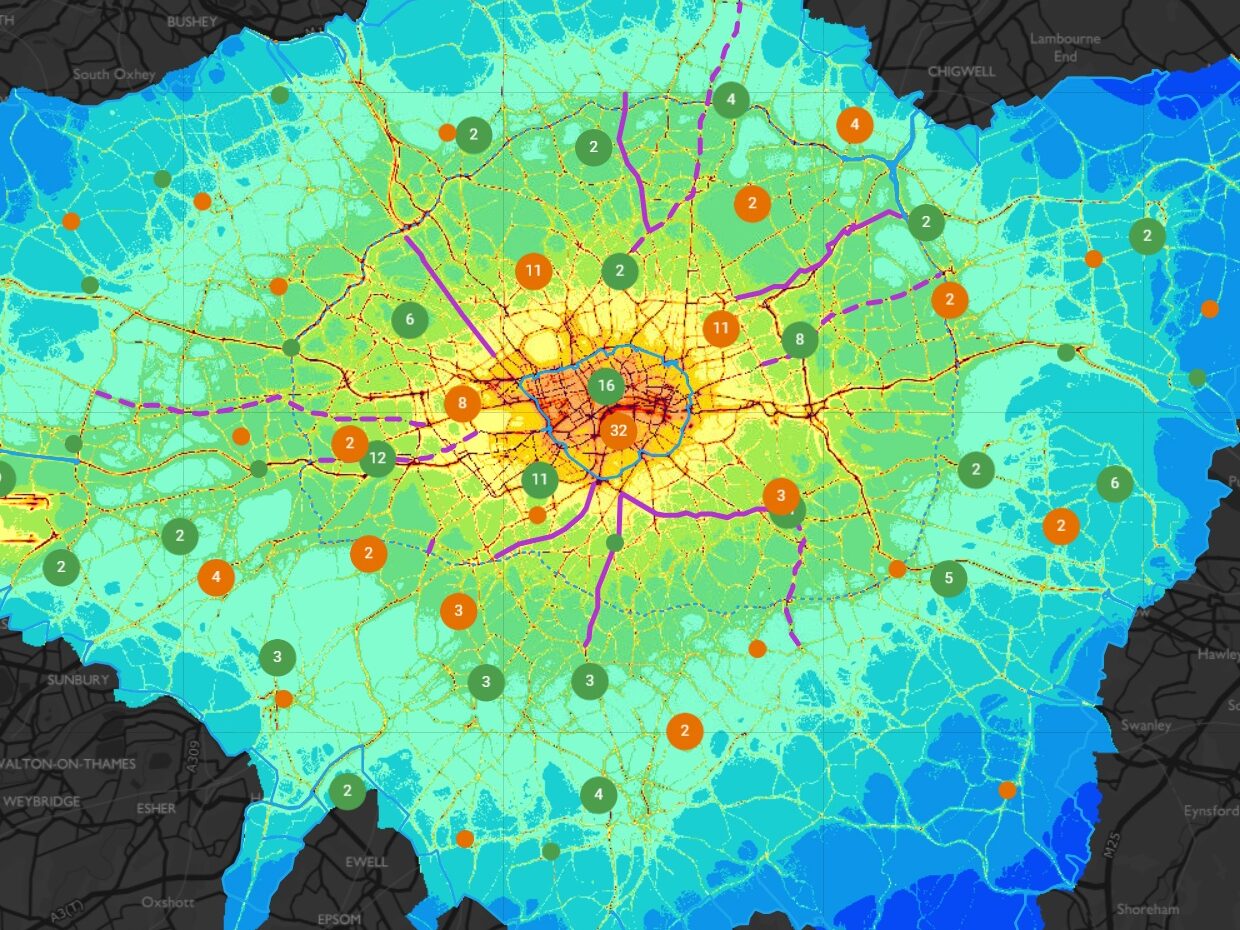 BUSHEY
Lambourne
End
South Oxhey
CHIGWELL
4
4
2
2
2
2
2
11
2
2
6
11
8
16
8
32
2
12
2
11
6
3
2
2
2
2
4
5
3
3
3
3
SUNBURY
2
Swanley
A309
WALTON-ON-THAMES
2
4
WEYBRIDGE
ESHER
Eynsford
M25
EWELL
Oxshott
A3(T)
EPSOM
Shoreham